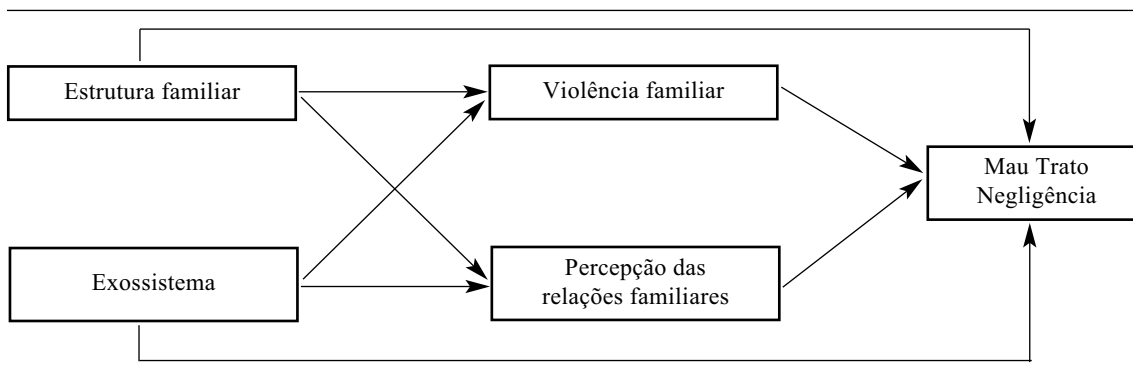 Estrutura familiar
Violência familiar
Mau Trato
Negligência
Exossistema
Percepção das
relações familiares